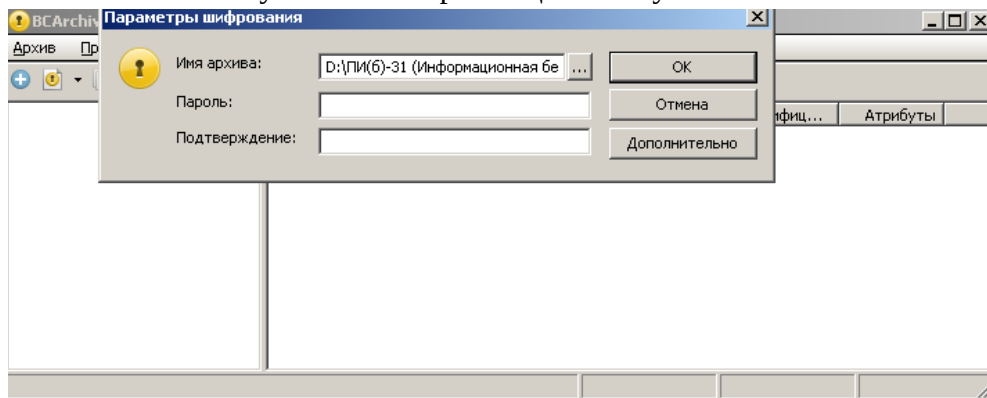 BCArchiv
Параметры шифрования
Архив Пр
Имя архива:
D:\ПИ(б)-31 (Информационная бе
...
OK
Пароль:
Отмена
Подтверждение:
Дополнительно
ифиц... Атрибуты